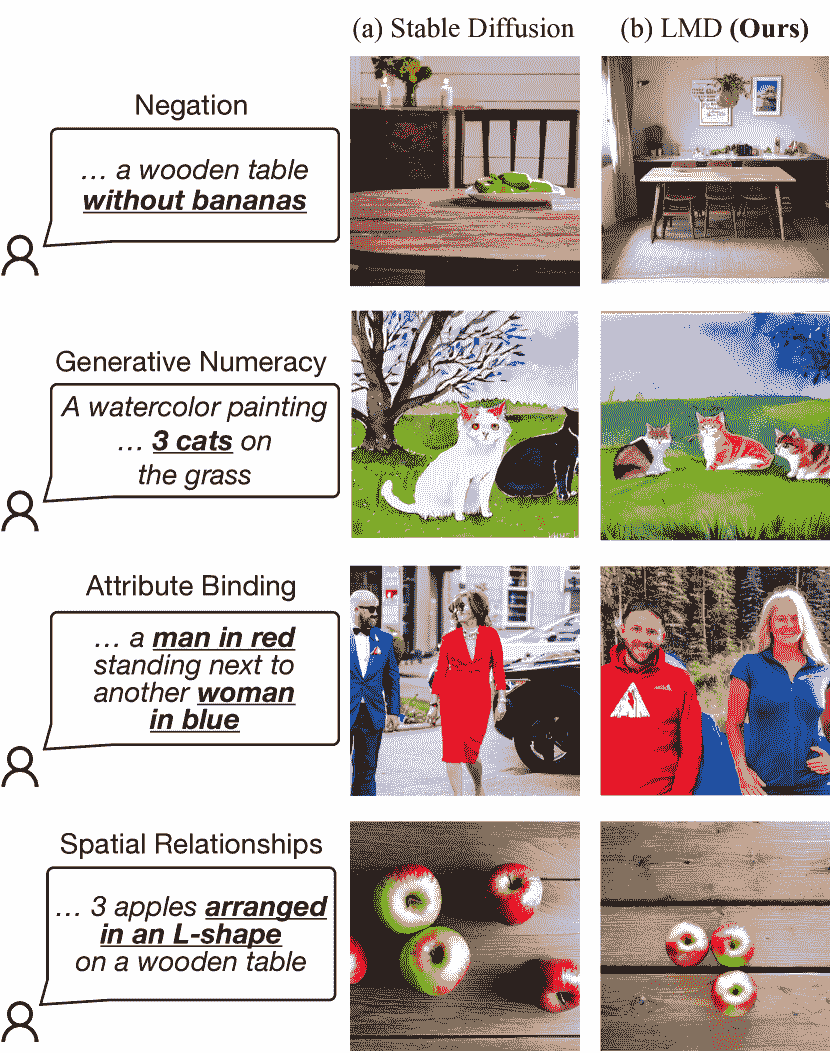 (a) Stable Diffusion
(b) LMD (Ours)
Negation
… a wooden table
without bananas
Generative Numeracy
A watercolor painting
… 3 cats on
the grass
Attribute Binding
… a man in red
standing next to
another woman
in blue
Spatial Relationships
… 3 apples arranged
in an L-shape
on a wooden table